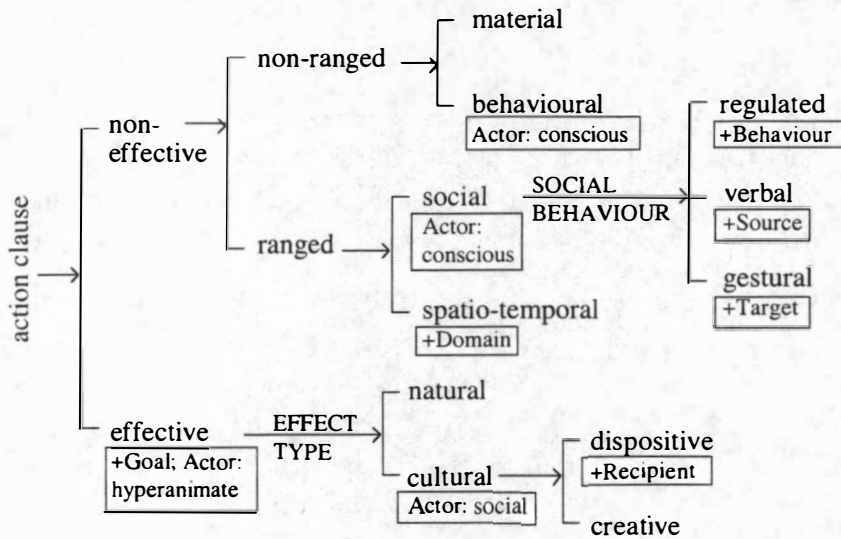 material
non-ranged
behavioural
Actor: conscious
regulated
+Behaviour
non-
effective
social
Actor:
conscious
SOCIAL
BEHAVIOUR
verbal
+Source
ranged
gestural
+Target
action clause
spatio-temporal
+Domain
natural
effective
+Goal; Actor:
hyperanimate
EFFECT
TYPE
dispositive
+Recipient
cultural
Actor: social
creative